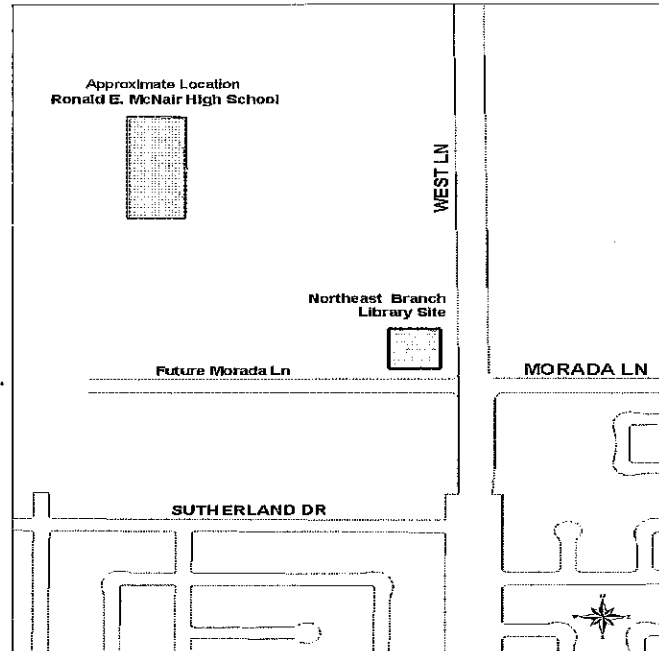 Approximate Location
Ronald E. McNair High School
WEST LN
Northeast Branch
Library Site
Future Morada Ln
MORADA LN
SUTHERLAND DR